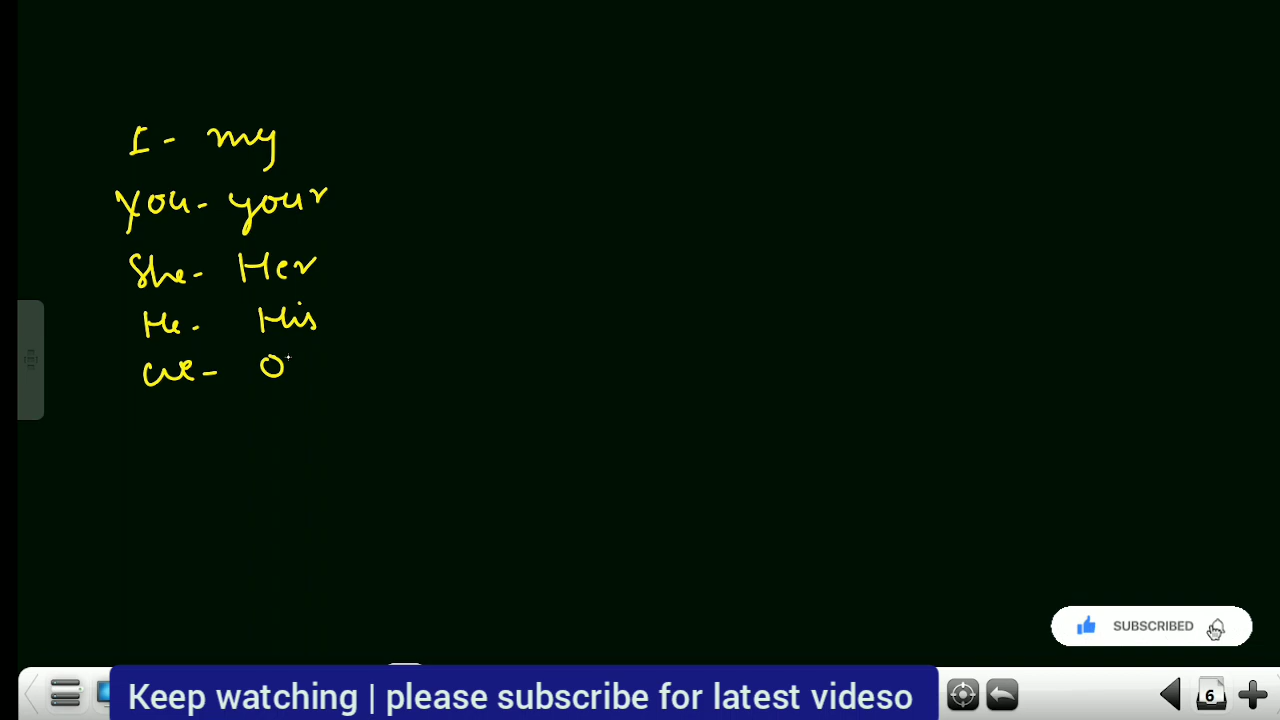 I - my
You - your
She - Her
He - His
we - O
SUBSCRIBED
6
Keep watching | please subscribe for latest videso